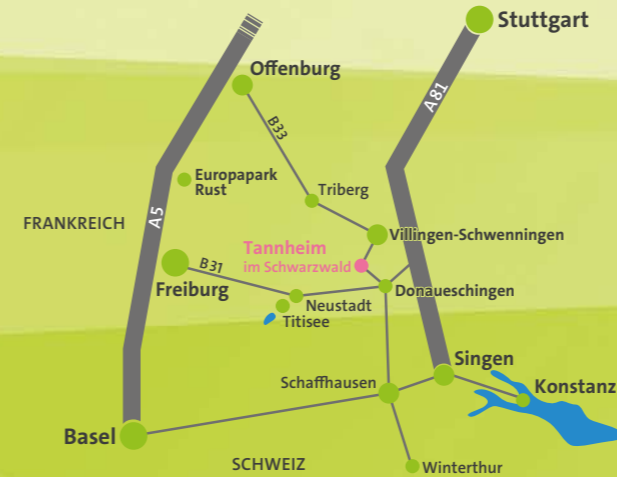 Stuttgart
Offenburg
A81
B33
Europapark
Rust
Triberg
A5
FRANKREICH
Villingen-Schwenningen
Tannheim
im Schwarzwald
B31
Freiburg
Donaueschingen
Neustadt
Titisee
Singen
Schaffhausen
Konstanz
Basel
SCHWEIZ
Winterthur